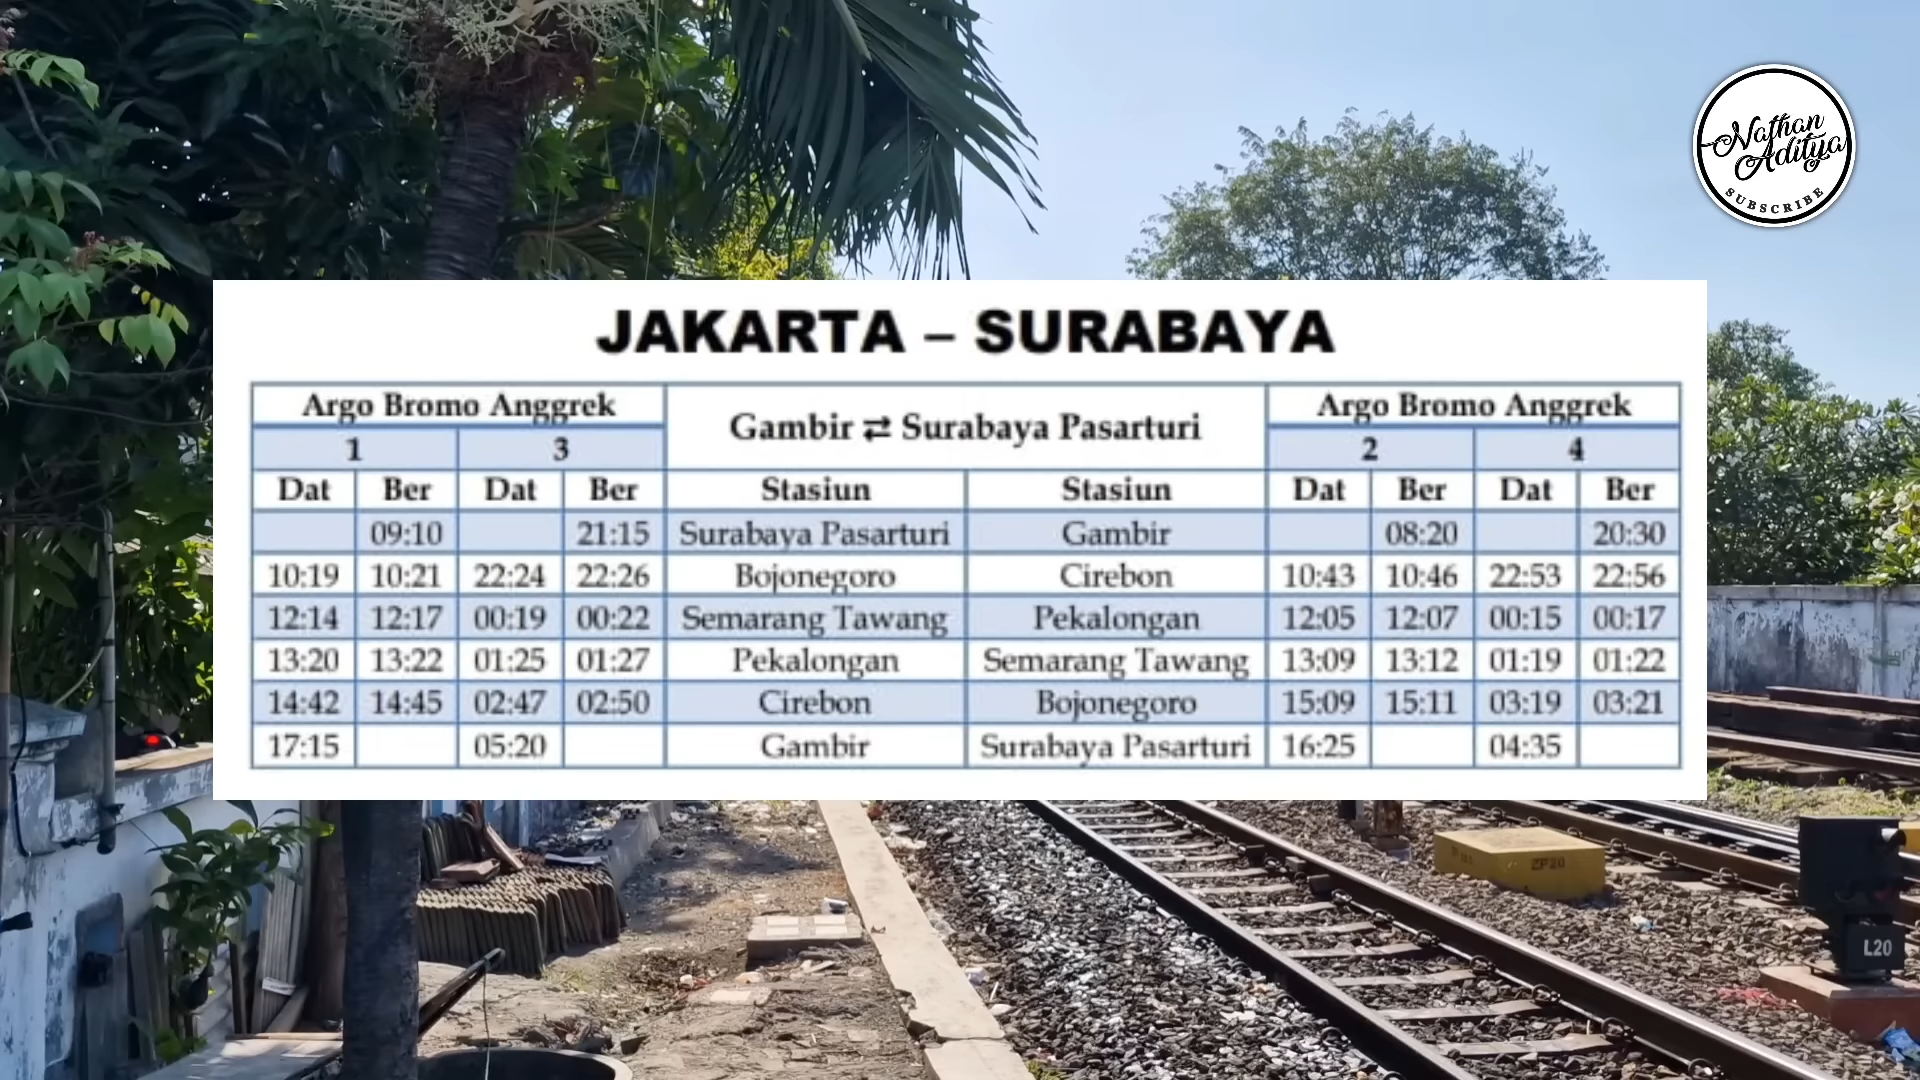 Nathan
Aditya
SUBSCRIBE
JAKARTA – SURABAYA
Argo Bromo Anggrek Gambir ⇄ Surabaya Pasarturi Argo Bromo Anggrek
1 3 2 4
Dat Ber Dat Ber Stasiun Stasiun Dat Ber Dat Ber
09:10 21:15 Surabaya Pasarturi Gambir 08:20 20:30
10:19 10:21 22:24 22:26 Bojonegoro Cirebon 10:43 10:46 22:53 22:56
12:14 12:17 00:19 00:22 Semarang Tawang Pekalongan 12:05 12:07 00:15 00:17
13:20 13:22 01:25 01:27 Pekalongan Semarang Tawang 13:09 13:12 01:19 01:22
14:42 14:45 02:47 02:50 Cirebon Bojonegoro 15:09 15:11 03:19 03:21
17:15 05:20 Gambir Surabaya Pasarturi 16:25 04:35
ZP20
L20